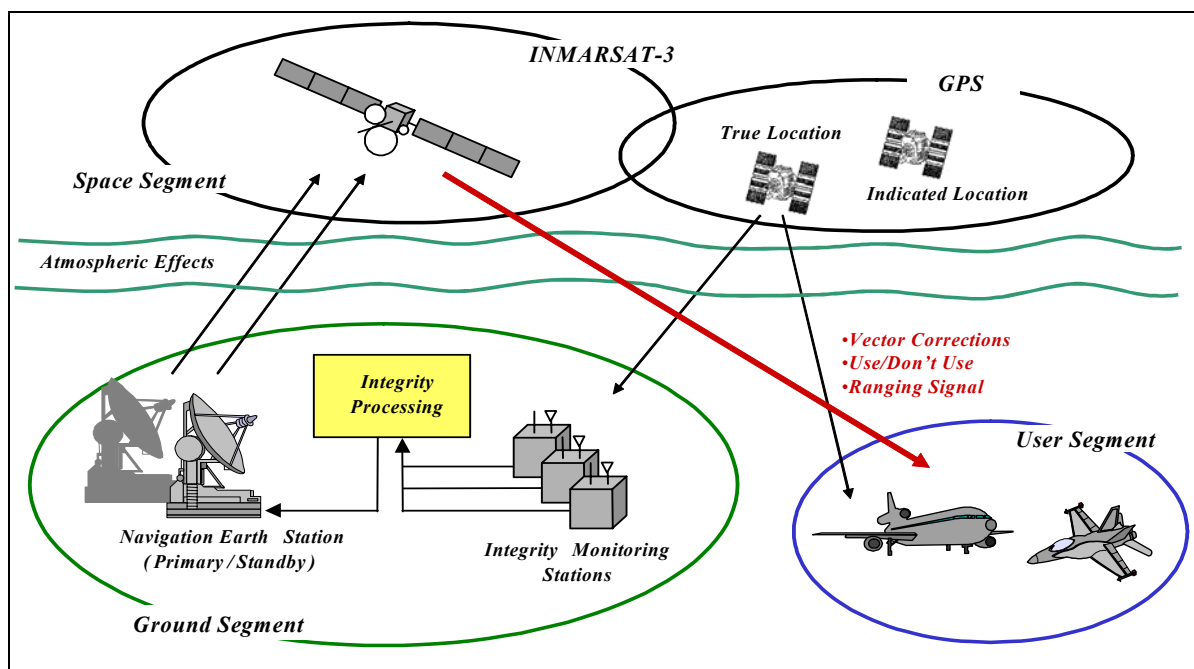 INMARSAT-3
GPS
True Location
Space Segment
Indicated Location
Atmospheric Effects
•Vector Corrections
•Use/Don't Use
•Ranging Signal
Integrity
Processing
User Segment
Navigation Earth Station
(Primary/Standby)
Integrity Monitoring
Stations
Ground Segment